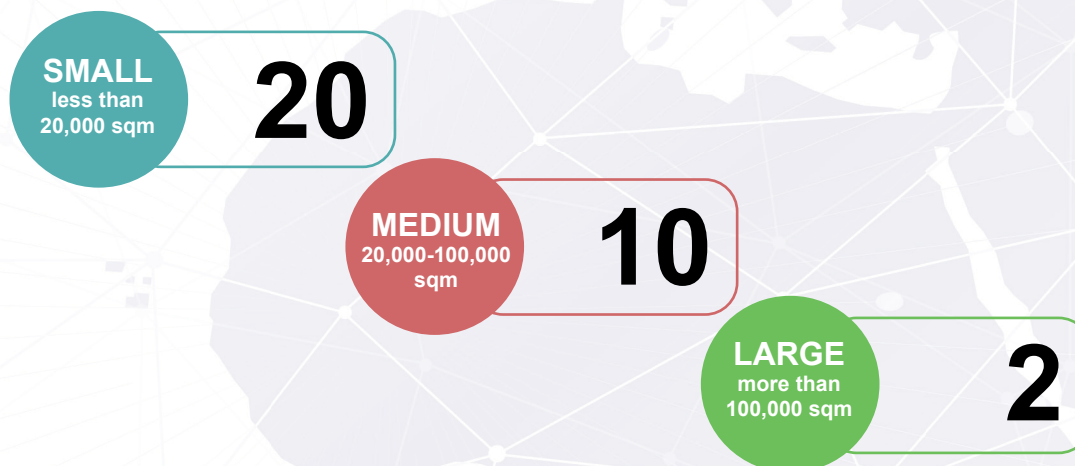 SMALL
less than
20,000 sqm
20
MEDIUM
20,000-100,000
sqm
10
LARGE
more than
100,000 sqm
2